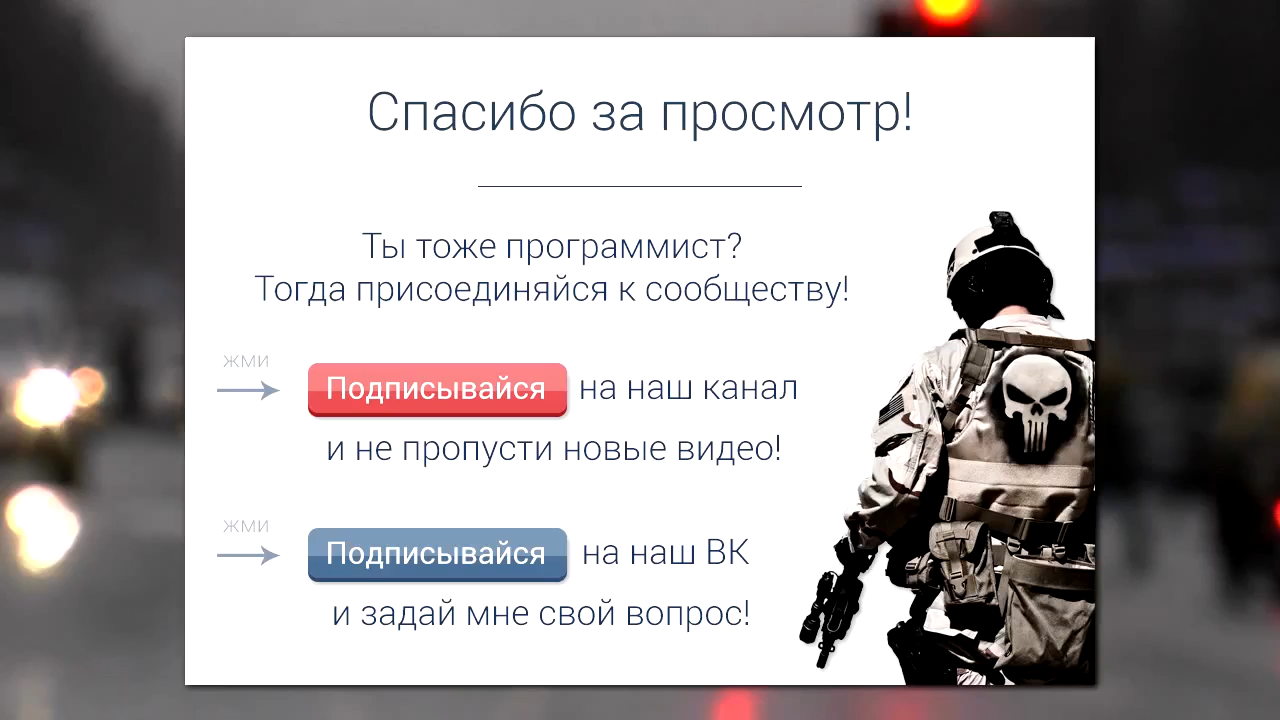 Спасибо за просмотр!
Ты тоже программист?
Тогда присоединяйся к сообществу!
жми
Подписывайся на наш канал
и не пропусти новые видео!
жми
Подписывайся на наш ВК
и задай мне свой вопрос!